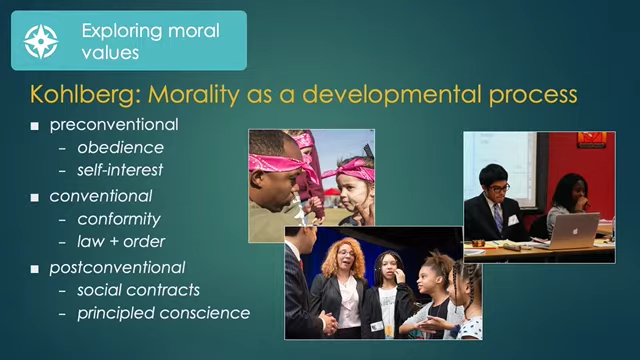 Exploring moral
values
Kohlberg: Morality as a developmental process
■ preconventional
– obedience
– self-interest
■ conventional
– conformity
– law + order
■ postconventional
– social contracts
– principled conscience